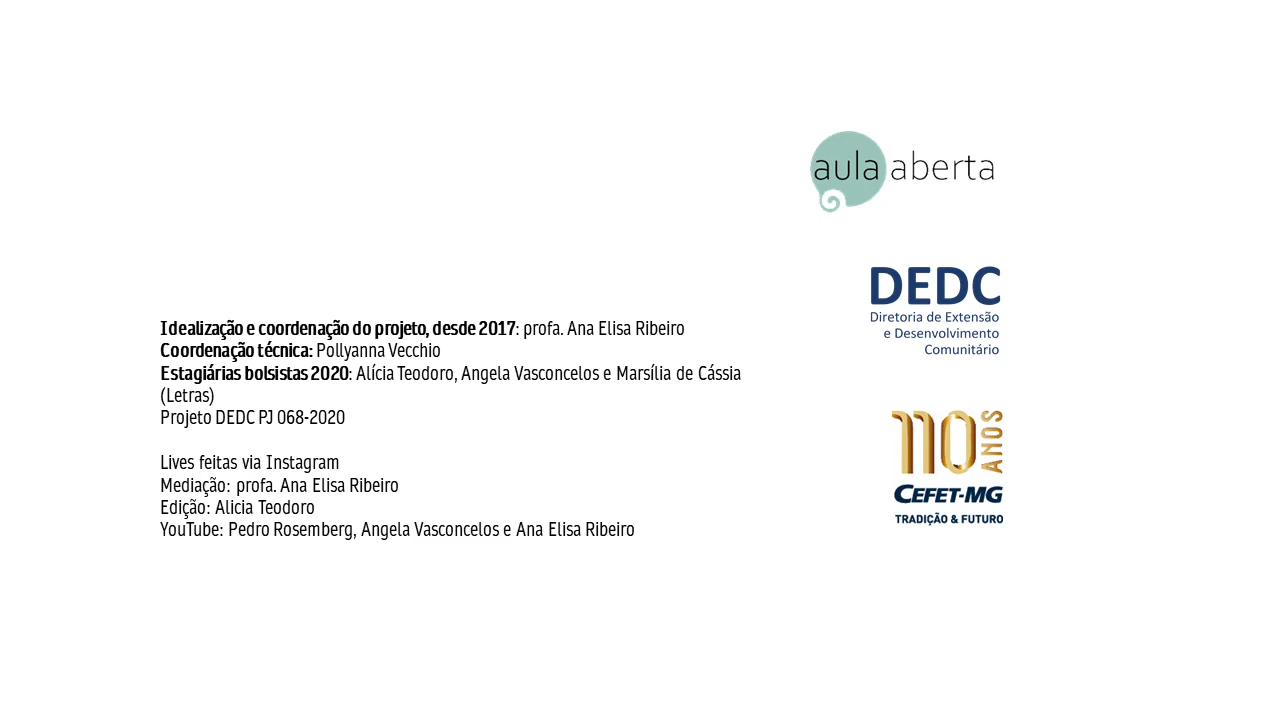 aula aberta
DEDC
Diretoria de Extensão
e Desenvolvimento
Comunitário
Idealização e coordenação do projeto, desde 2017: profa. Ana Elisa Ribeiro
Coordenação técnica: Pollyanna Vecchio
Estagiárias bolsistas 2020: Alícia Teodoro, Angela Vasconcelos e Marsília de Cássia
(Letras)
Projeto DEDC PJ 068-2020
Lives feitas via Instagram
Mediação: profa. Ana Elisa Ribeiro
Edição: Alicia Teodoro
YouTube: Pedro Rosemberg, Angela Vasconcelos e Ana Elisa Ribeiro
110 ANOS
CEFET-MG
TRADIÇÃO & FUTURO